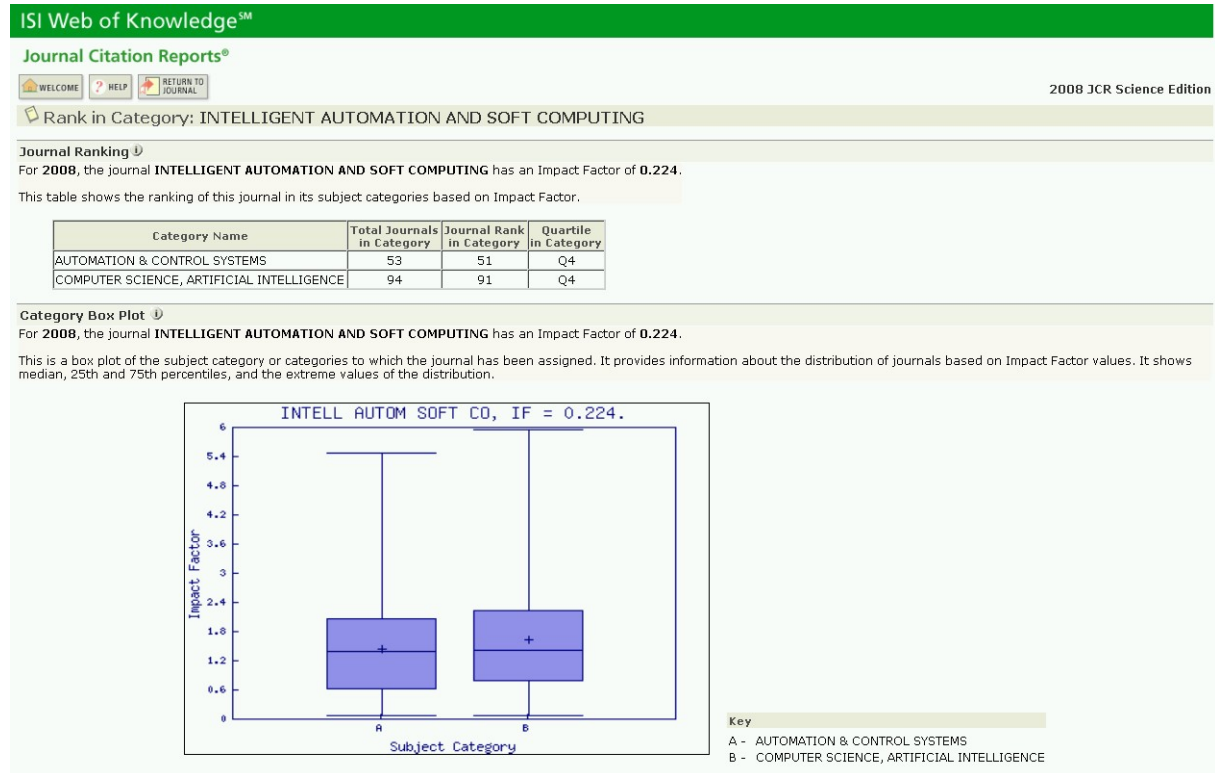 ISI Web of Knowledge℠
Journal Citation Reports®
WELCOME ? HELP RETURN TO JOURNAL
2008 JCR Science Edition
Rank in Category: INTELLIGENT AUTOMATION AND SOFT COMPUTING
Journal Ranking
For 2008, the journal INTELLIGENT AUTOMATION AND SOFT COMPUTING has an Impact Factor of 0.224.
This table shows the ranking of this journal in its subject categories based on Impact Factor.
Category Name Total Journals in Category Journal Rank in Category Quartile in Category
AUTOMATION & CONTROL SYSTEMS 53 51 Q4
COMPUTER SCIENCE, ARTIFICIAL INTELLIGENCE 94 91 Q4
Category Box Plot
For 2008, the journal INTELLIGENT AUTOMATION AND SOFT COMPUTING has an Impact Factor of 0.224.
This is a box plot of the subject category or categories to which the journal has been assigned. It provides information about the distribution of journals based on Impact Factor values. It shows
median, 25th and 75th percentiles, and the extreme values of the distribution.
INTELL AUTOM SOFT CO, IF = 0.224.
6
5.4
4.8
4.2
3.6
3
2.4
1.8
1.2
0.6
0
Impact Factor
A B
Subject Category
Key
A - AUTOMATION & CONTROL SYSTEMS
B - COMPUTER SCIENCE, ARTIFICIAL INTELLIGENCE